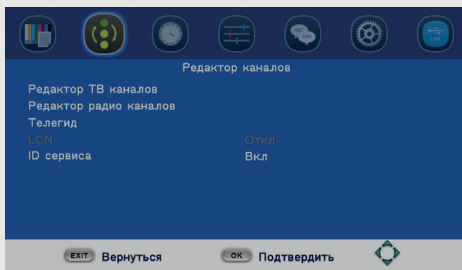 Редактор каналов
Редактор ТВ каналов
Редактор радио каналов
Телегид
LCN Откл
ID сервиса Вкл
EXIT Вернуться OK Подтвердить